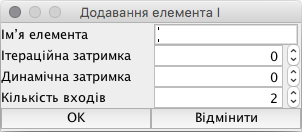 Додавання елемента І
Ім'я елемента
Ітераційна затримка 0
Динамічна затримка 0
Кількість входів 2
OK Відмінити